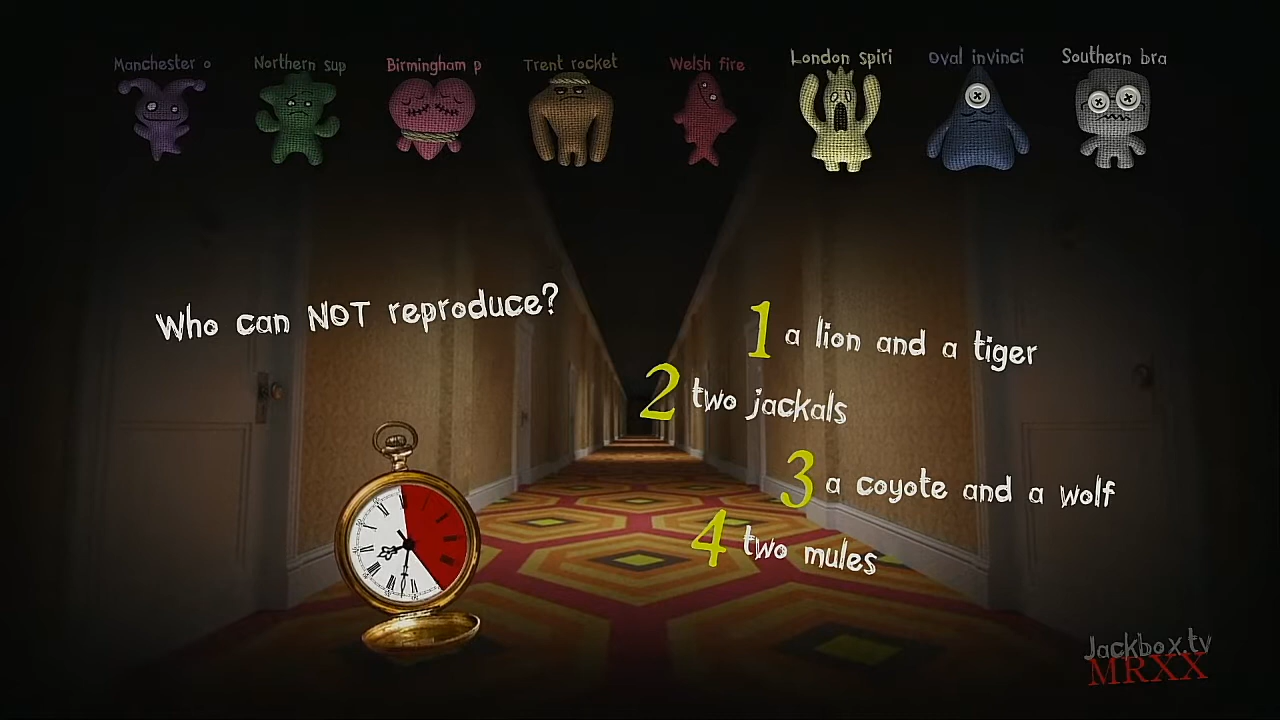 Manchester o
Northern sup
Birmingham p
Trent rocket
Welsh fire
London spiri
Oval invinci
Southern bra
Who can NOT reproduce?
1 a lion and a tiger
2 two jackals
3 a coyote and a wolf
4 two mules
Jackbox.tv
MRXX